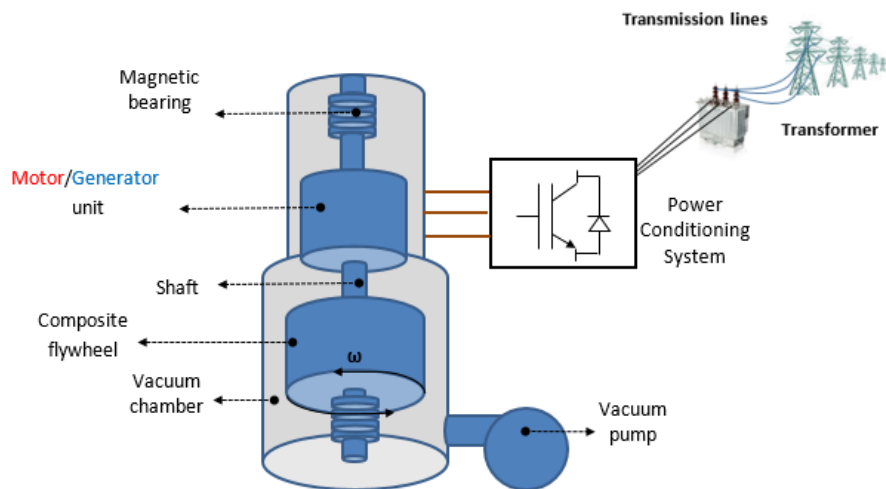 Transmission lines
Magnetic
bearing
Transformer
Motor/Generator
unit
Power
Conditioning
System
Shaft
Composite
flywheel
ω
Vacuum
chamber
Vacuum
pump